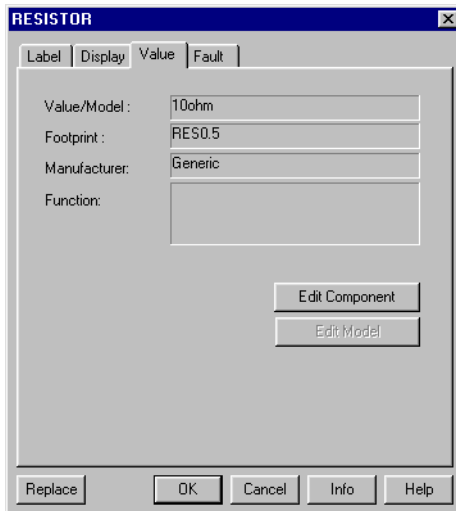 RESISTOR
Label Display Value Fault
Value/Model : 10ohm
Footprint : RES0.5
Manufacturer: Generic
Function:
Edit Component
Edit Model
Replace OK Cancel Info Help